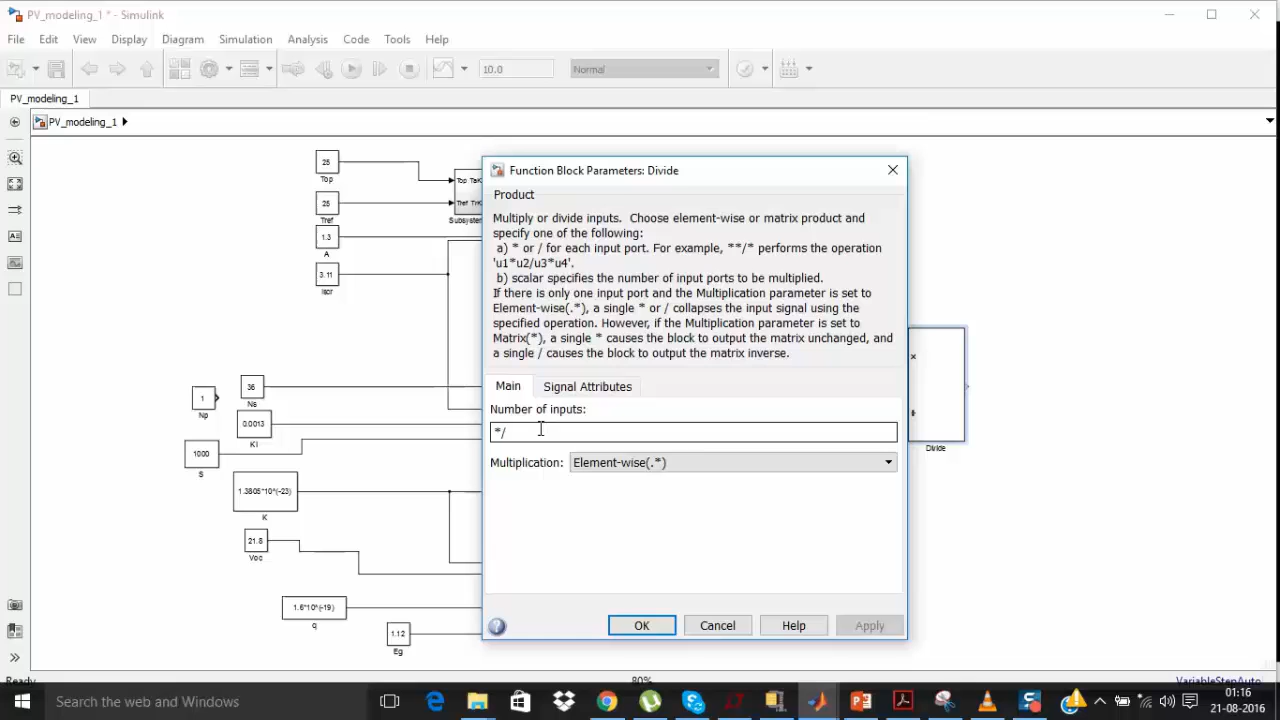 PV_modeling_1 * - Simulink
File Edit View Display Diagram Simulation Analysis Code Tools Help
10.0 Normal
PV_modeling_1
PV_modeling_1
25
Top
25
Tref
1.3
A
3.11
Iscr
Top TaK
Tref TrK
Subsystem
Function Block Parameters: Divide
Product
Multiply or divide inputs. Choose element-wise or matrix product and
specify one of the following:
a) * or / for each input port. For example, **/* performs the operation
'u1*u2/u3*u4'.
b) scalar specifies the number of input ports to be multiplied.
If there is only one input port and the Multiplication parameter is set to
Element-wise(.*), a single * or / collapses the input signal using the
specified operation. However, if the Multiplication parameter is set to
Matrix(*), a single * causes the block to output the matrix unchanged, and
a single / causes the block to output the matrix inverse.
Main Signal Attributes
Number of inputs:
*/
Multiplication: Element-wise(.*)
OK Cancel Help Apply
×
÷
Divide
1
Np
36
Ns
0.0013
KI
1000
S
1.3805*10^(-23)
K
21.6
Voc
1.6*10^(-19)
q
1.12
Eg
Ready 80% VariableStepAuto
Search the web and Windows
01:16
21-08-2016